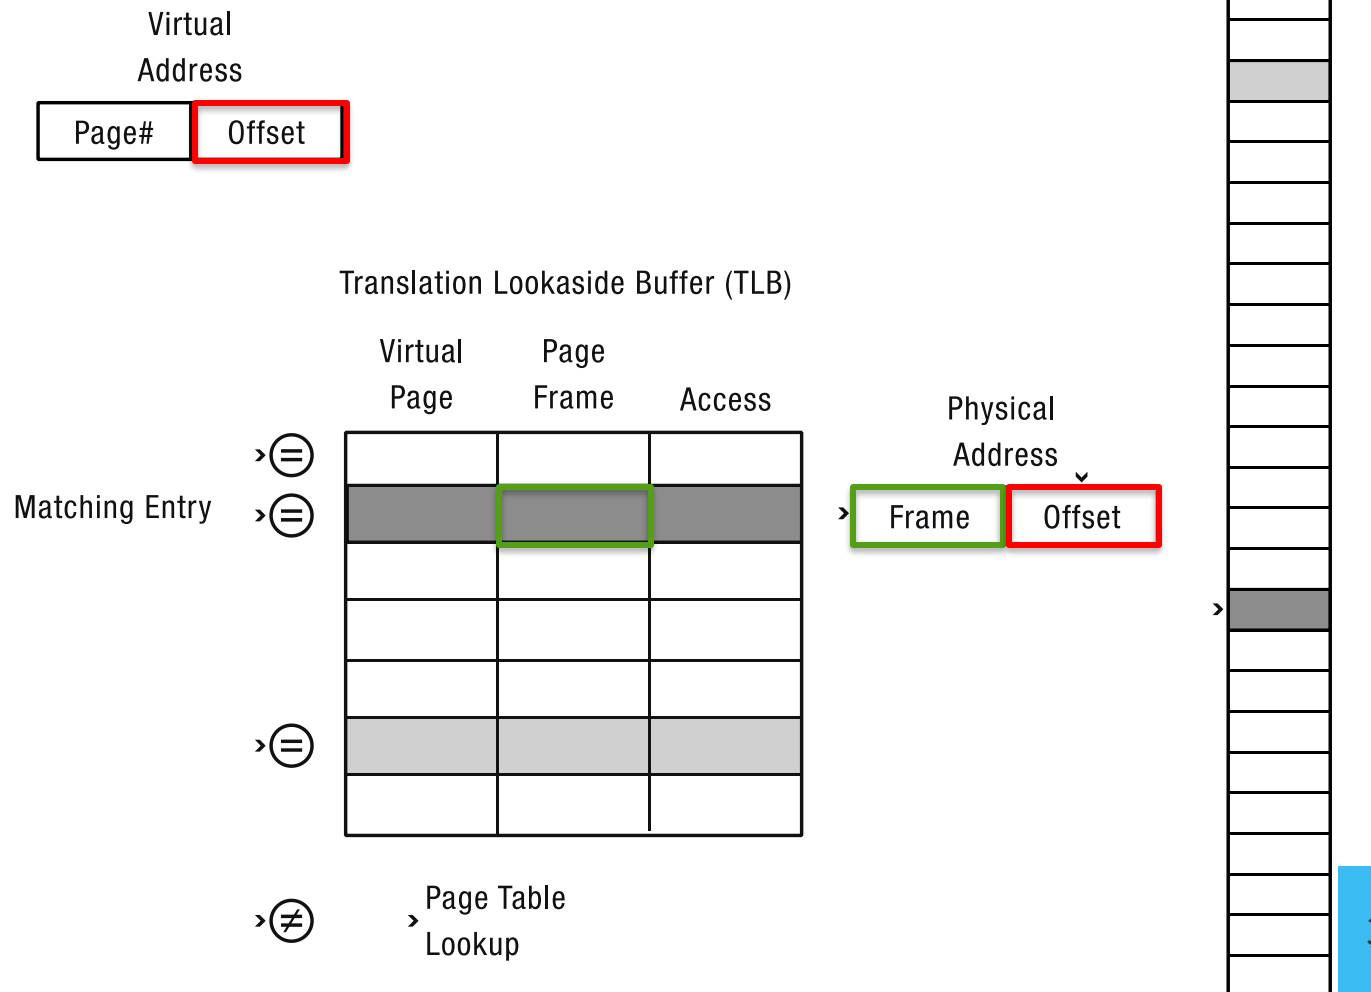 Virtual
Address
Page# Offset
Translation Lookaside Buffer (TLB)
Virtual Page
Page Frame Access
Physical
Address
Matching Entry
Frame Offset
Page Table
Lookup